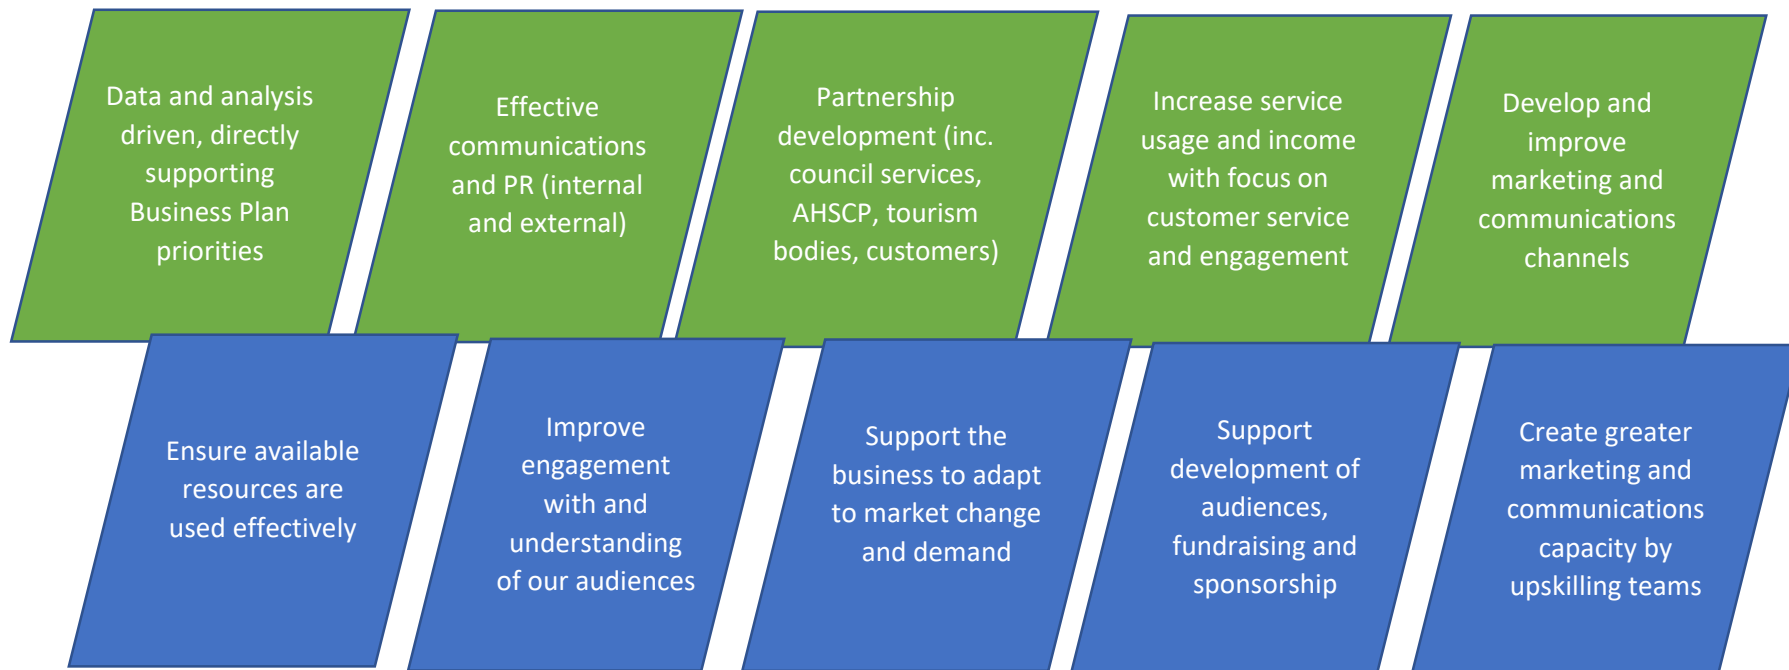 Data and analysis
driven, directly
supporting
Business Plan
priorities
Effective
communications
and PR (internal
and external)
Partnership
development (inc.
council services,
AHSCP, tourism
bodies, customers)
Increase service
usage and income
with focus on
customer service
and engagement
Develop and
improve
marketing and
communications
channels
Ensure available
resources are
used effectively
Improve
engagement
with and
understanding
of our audiences
Support the
business to adapt
to market change
and demand
Support
development of
audiences,
fundraising and
sponsorship
Create greater
marketing and
communications
capacity by
upskilling teams